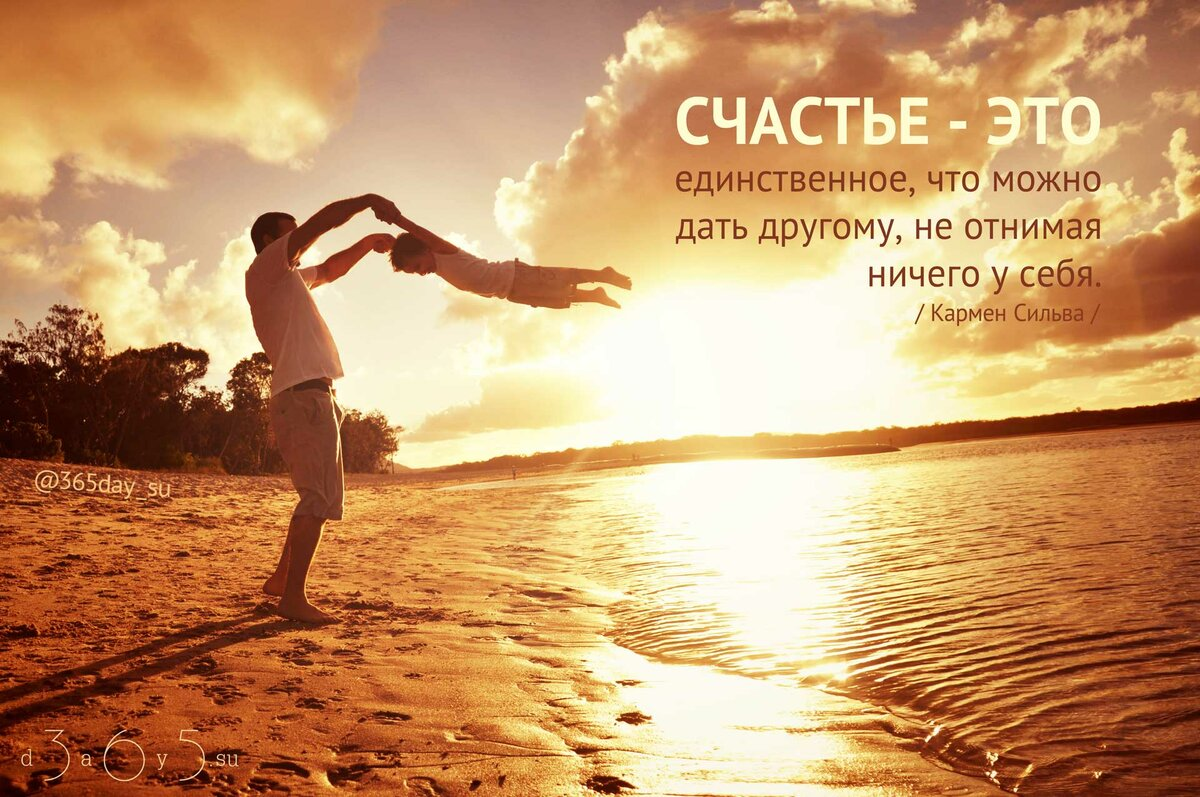 СЧАСТЬЕ - ЭТО
единственное, что можно
дать другому, не отнимая
ничего у себя.
/ Кармен Сильва /
@365day_su
d3a6y5.su